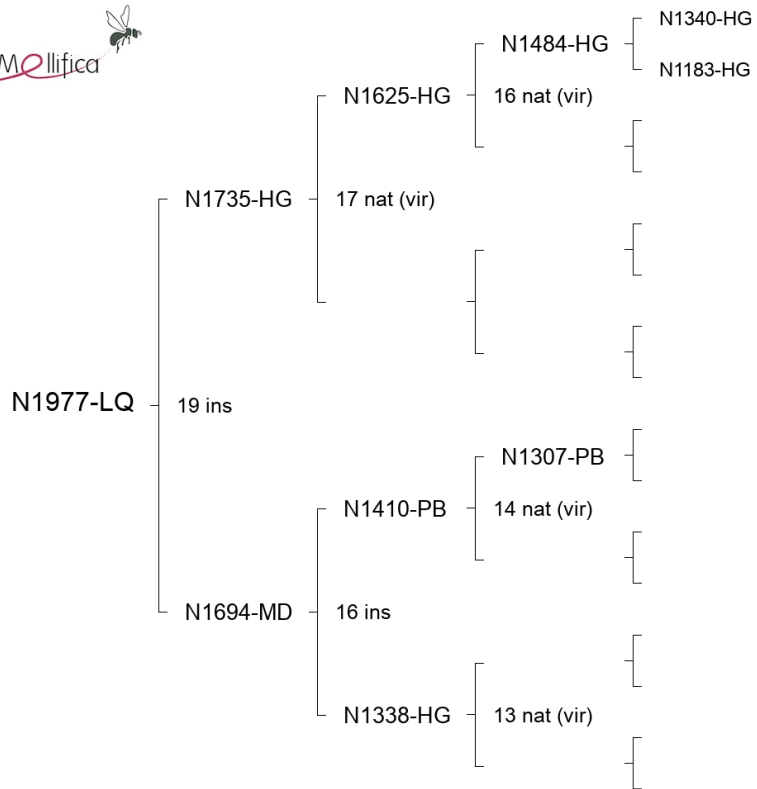 Mellifica
N1340-HG
N1484-HG
N1183-HG
N1625-HG
16 nat (vir)
N1735-HG
17 nat (vir)
N1977-LQ
19 ins
N1307-PB
N1410-PB
14 nat (vir)
N1694-MD
16 ins
N1338-HG
13 nat (vir)